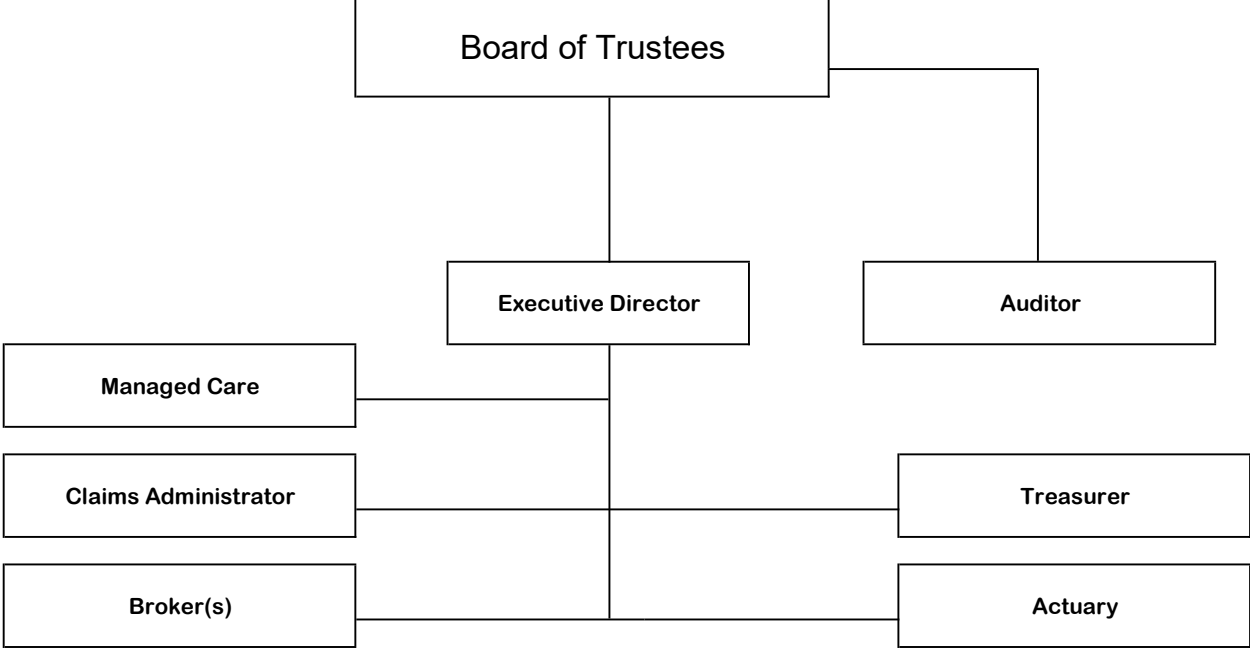 Board of Trustees
Executive Director
Auditor
Managed Care
Claims Administrator
Treasurer
Broker(s)
Actuary